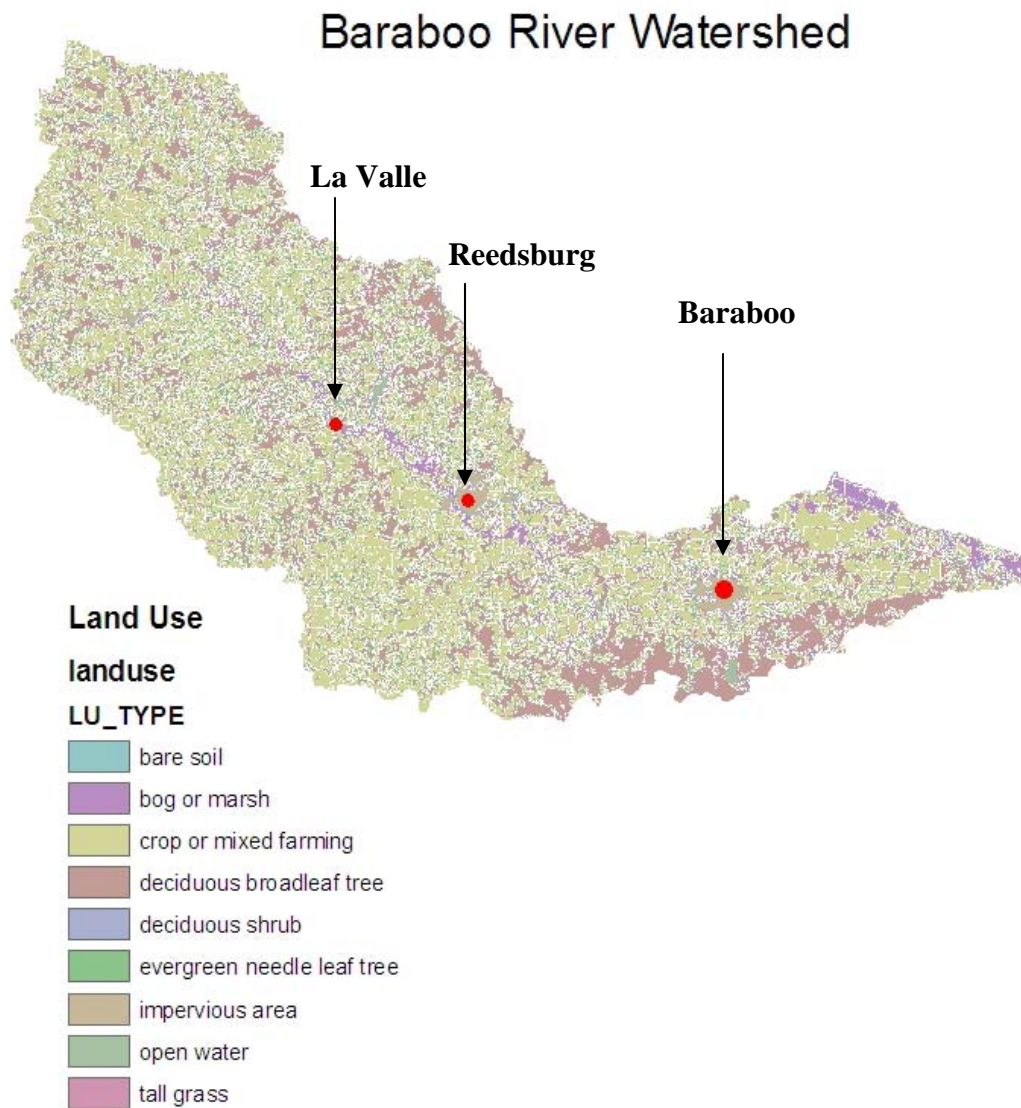 Baraboo River Watershed
La Valle
Reedsburg
Baraboo
Land Use
landuse
LU_TYPE
bare soil
bog or marsh
crop or mixed farming
deciduous broadleaf tree
deciduous shrub
evergreen needle leaf tree
impervious area
open water
tall grass